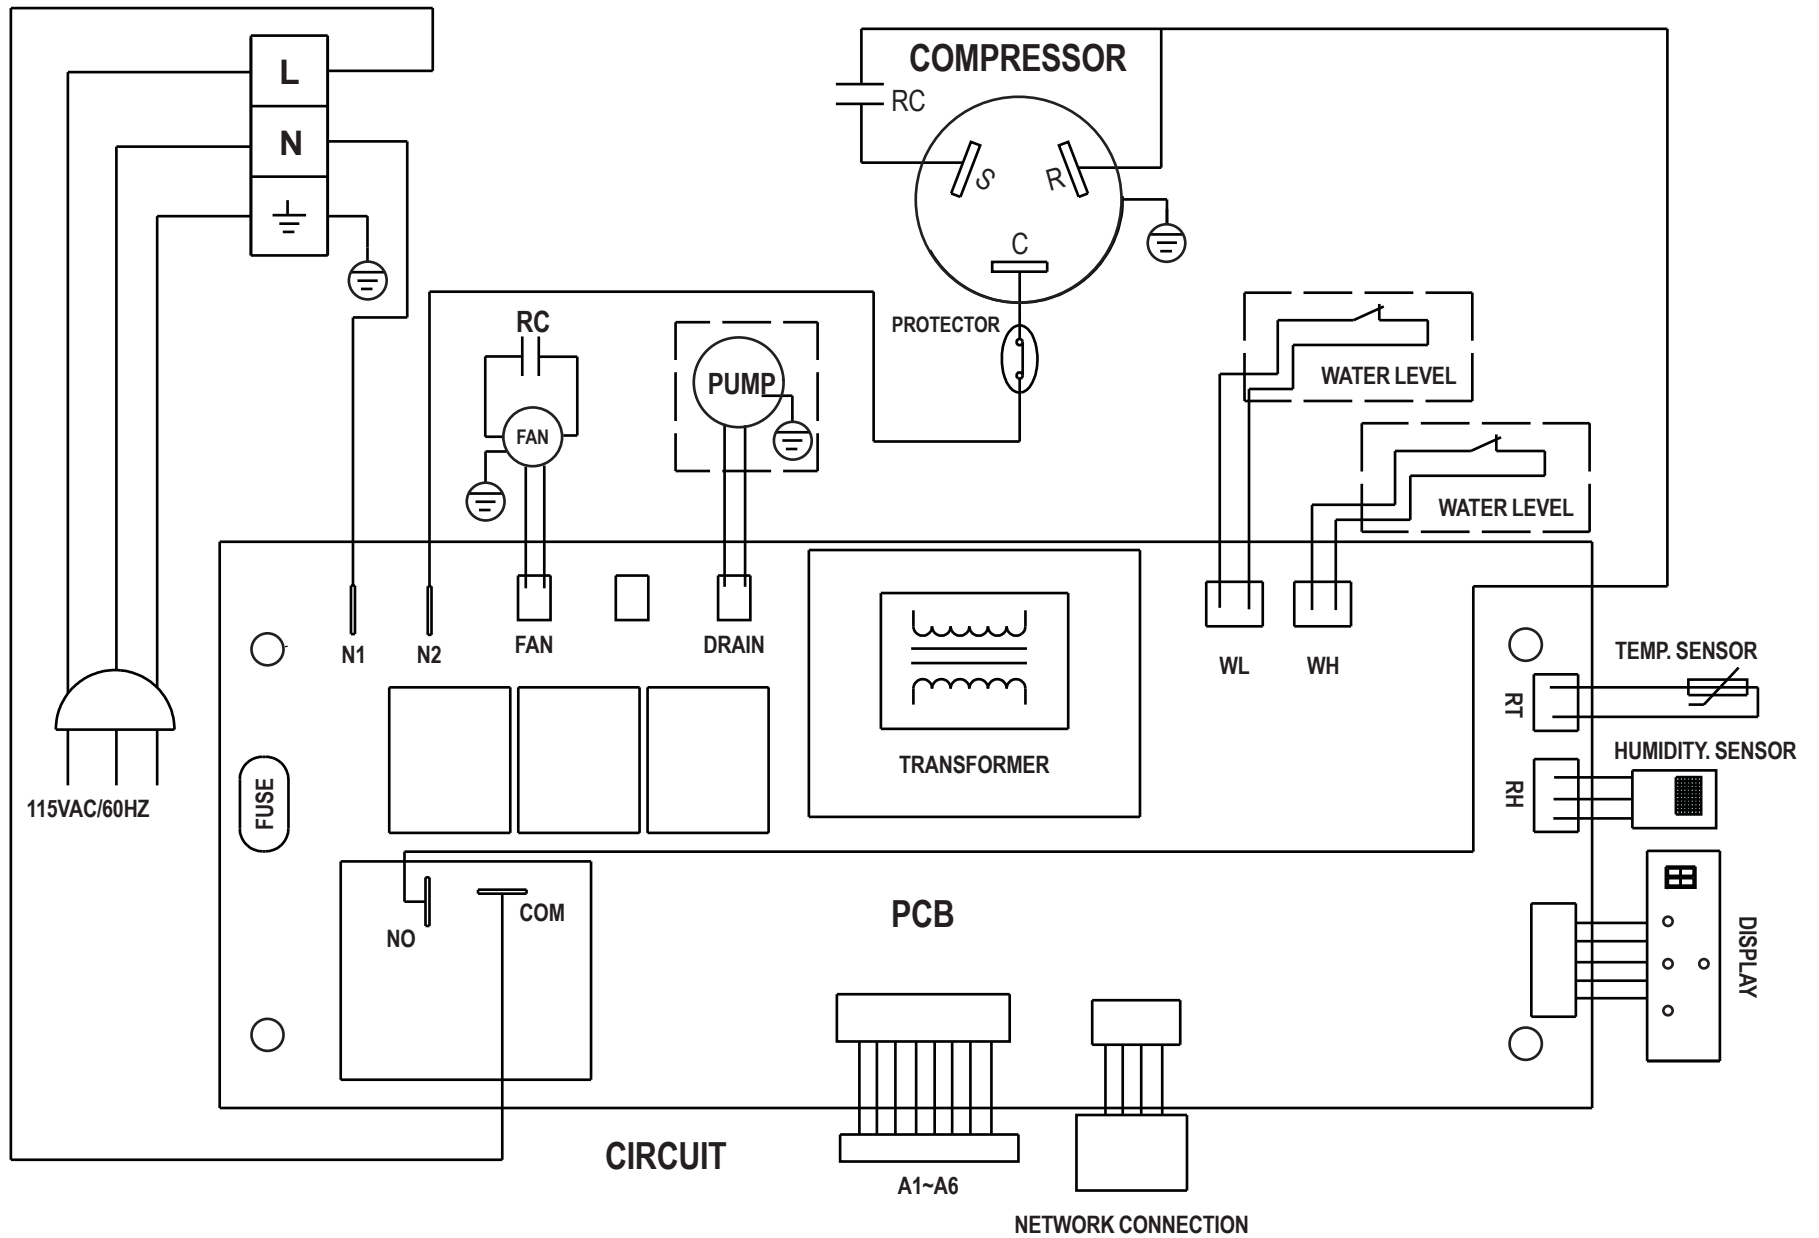 L
COMPRESSOR
RC
N
S
R
C
RC
PROTECTOR
PUMP
WATER LEVEL
FAN
WATER LEVEL
N1
N2
FAN
DRAIN
WL
WH
TEMP. SENSOR
RT
TRANSFORMER
HUMIDITY. SENSOR
RH
115VAC/60HZ
FUSE
NO
COM
PCB
DISPLAY
CIRCUIT
A1~A6
NETWORK CONNECTION